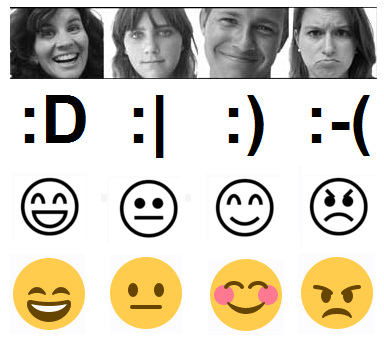 :D :| :) :-(